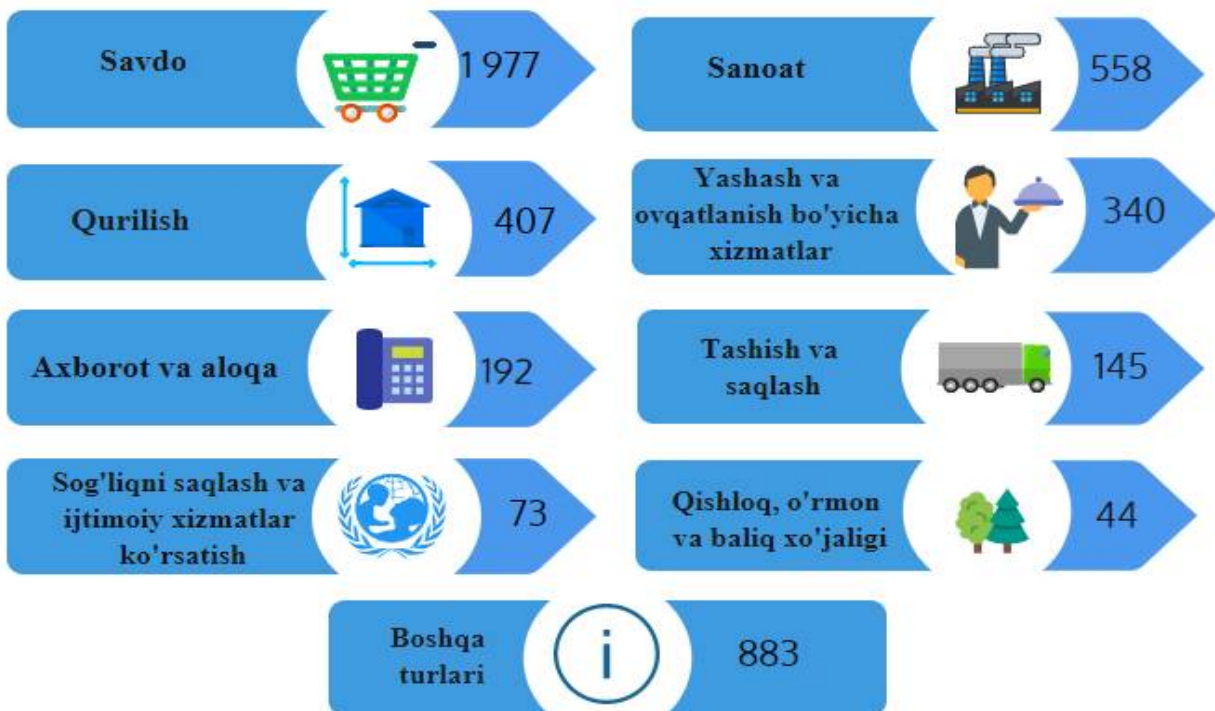 Savdo
1 977
Sanoat
558
Qurilish
407
Yashash va
ovqatlanish bo'yicha
xizmatlar
340
Axborot va aloqa
192
Tashish va
saqlash
145
Sog'liqni saqlash va
ijtimoiy xizmatlar
ko'rsatish
73
Qishloq, o'rmon
va baliq xo'jaligi
44
Boshqa
turlari
i
883